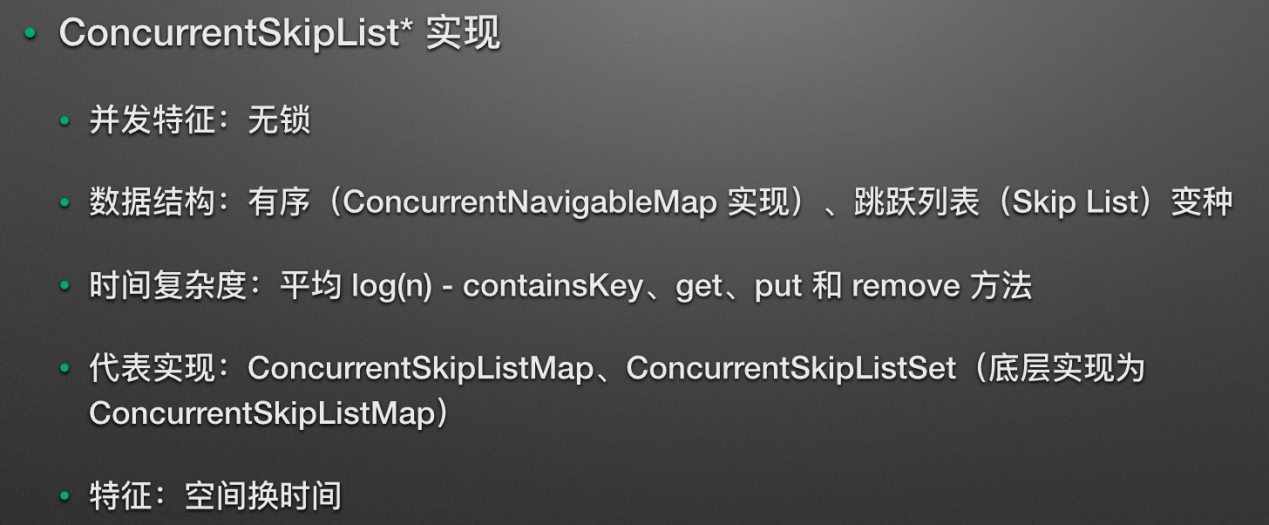 • ConcurrentSkipList* 实现
• 并发特征：无锁
• 数据结构：有序（ConcurrentNavigableMap 实现）、跳跃列表（Skip List）变种
• 时间复杂度：平均 log(n) - containsKey、get、put 和 remove 方法
• 代表实现：ConcurrentSkipListMap、ConcurrentSkipListSet（底层实现为
ConcurrentSkipListMap）
• 特征：空间换时间